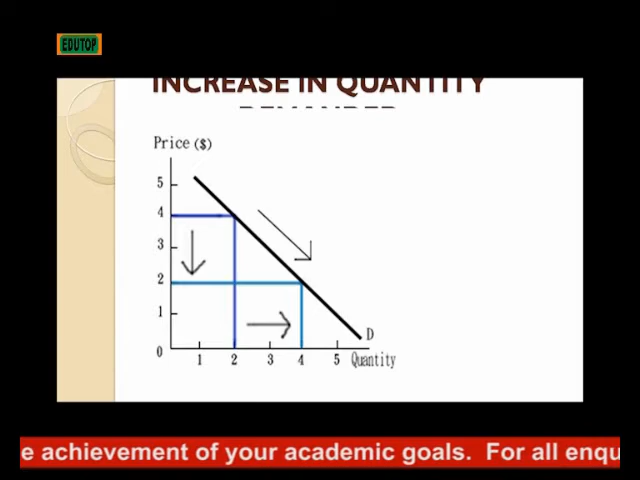 EDUTOP
INCREASE IN QUANTITY
Price ($)
5
4
3
2
1
0
1 2 3 4 5 Quantity
D
e achievement of your academic goals. For all enqu